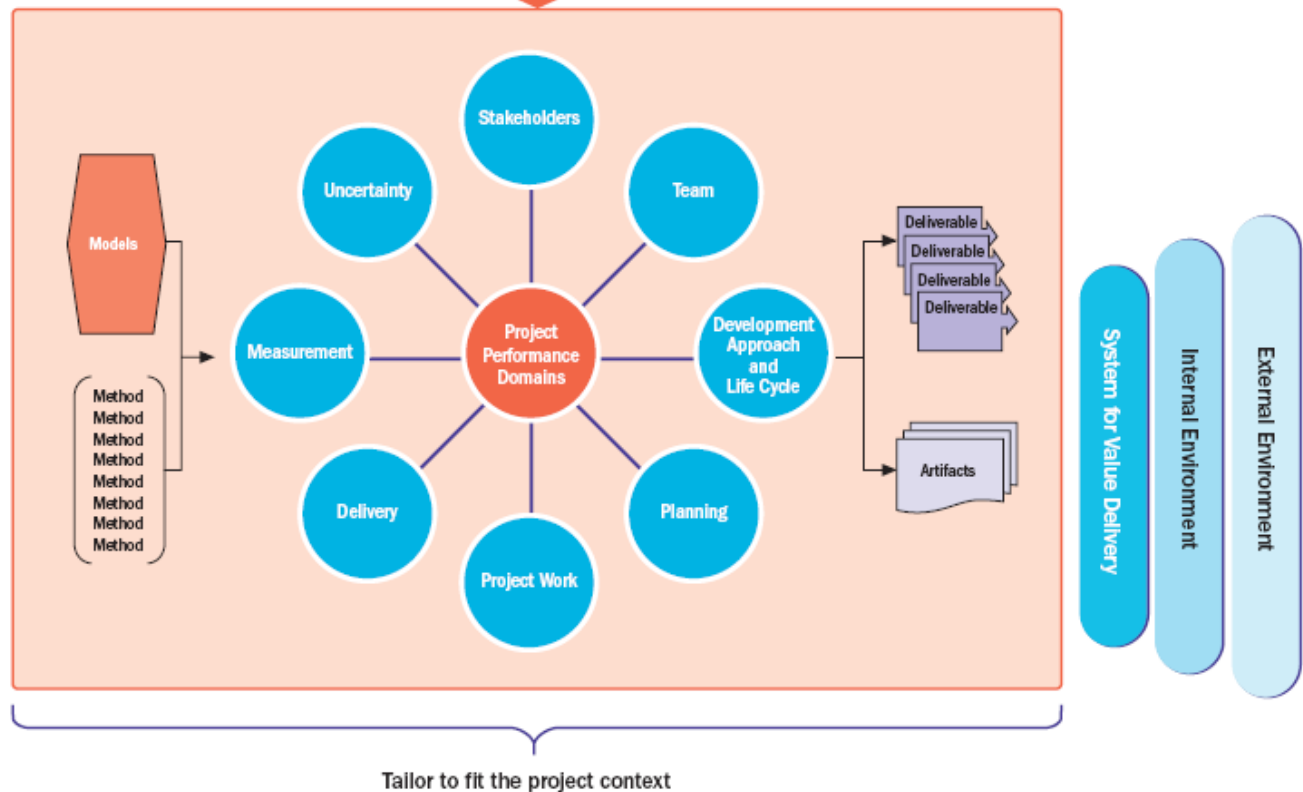 Stakeholders
Uncertainty
Team
Models
Deliverable
Deliverable
Deliverable
Deliverable
Measurement
Project
Performance
Domains
Development
Approach
and
Life Cycle
Method
Method
Method
Method
Method
Method
Method
Method
Delivery
Project Work
Planning
Artifacts
System for Value Delivery
Internal Environment
External Environment
Tailor to fit the project context